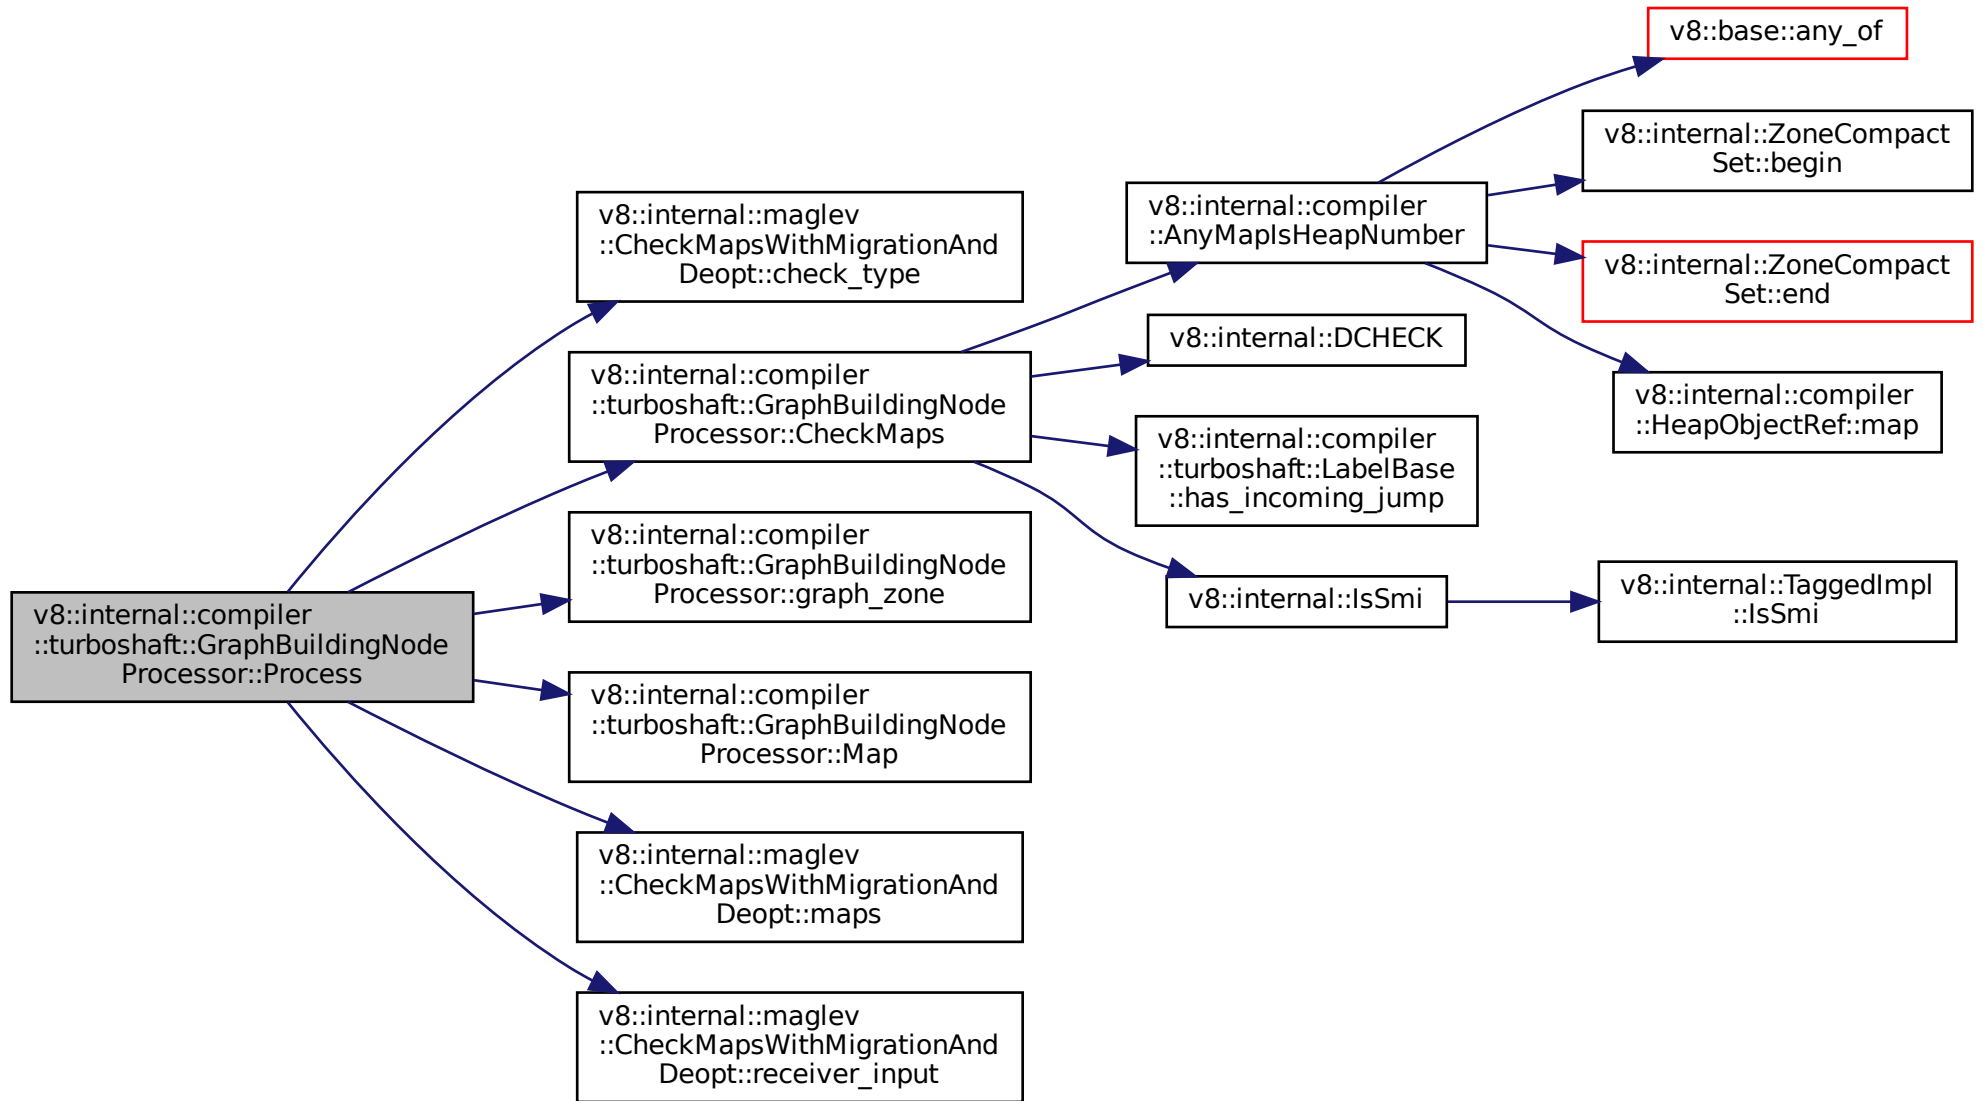 v8::internal::compiler
::turboshaft::GraphBuildingNode
Processor::Process
v8::internal::maglev
::CheckMapsWithMigrationAnd
Deopt::check_type
v8::internal::compiler
::turboshaft::GraphBuildingNode
Processor::CheckMaps
v8::internal::compiler
::turboshaft::GraphBuildingNode
Processor::graph_zone
v8::internal::compiler
::turboshaft::GraphBuildingNode
Processor::Map
v8::internal::maglev
::CheckMapsWithMigrationAnd
Deopt::maps
v8::internal::maglev
::CheckMapsWithMigrationAnd
Deopt::receiver_input
v8::internal::compiler
::AnyMapIsHeapNumber
v8::internal::DCHECK
v8::internal::compiler
::turboshaft::LabelBase
::has_incoming_jump
v8::internal::IsSmi
v8::base::any_of
v8::internal::ZoneCompact
Set::begin
v8::internal::ZoneCompact
Set::end
v8::internal::compiler
::HeapObjectRef::map
v8::internal::TaggedImpl
::IsSmi